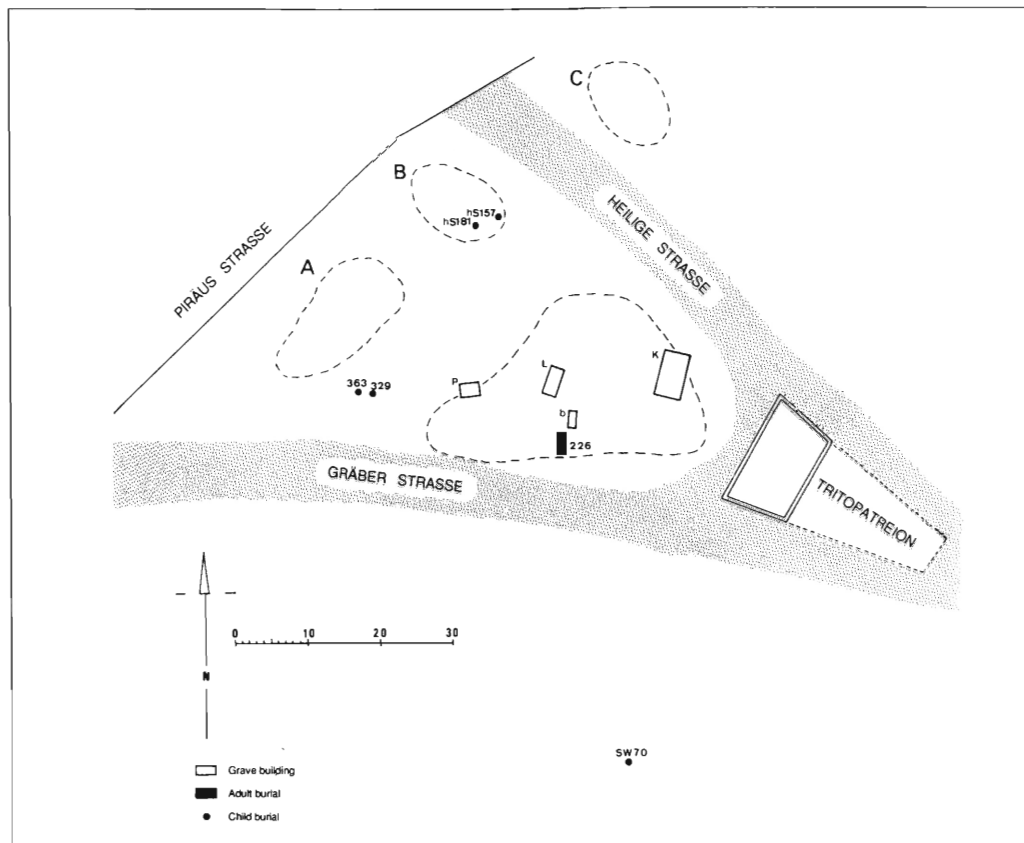 C
B
hS157
hS181
HEILIGE STRASSE
PIRÄUS STRASSE
A
K
L
363 329
P
b
226
GRÄBER STRASSE
TRITOPATREION
0 10 20 30
N
SW70
Grave building
Adult burial
Child burial